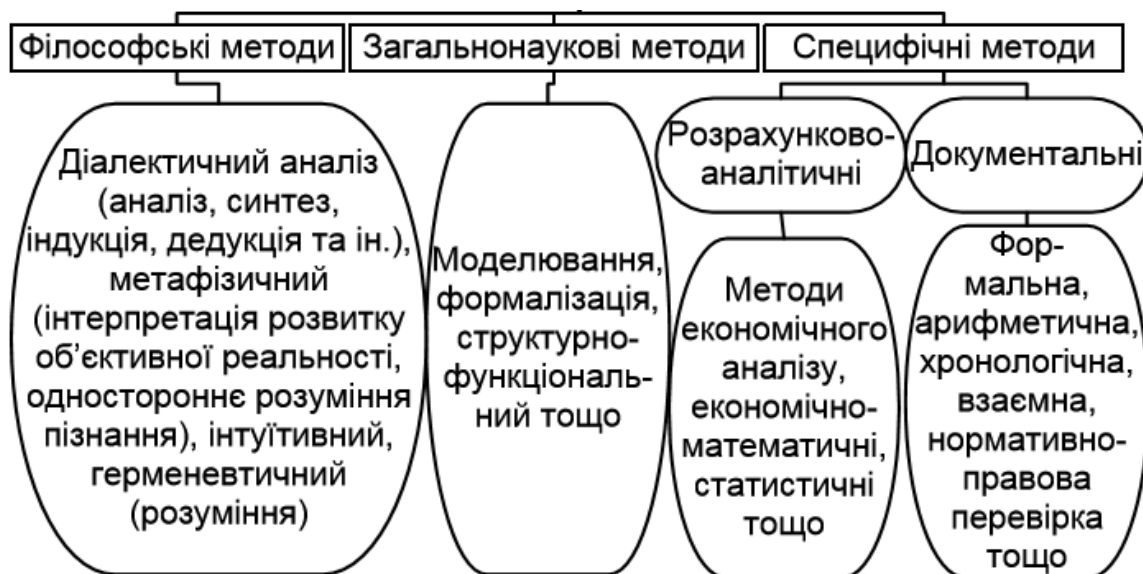 Філософські методи
Загальнонаукові методи
Специфічні методи
Діалектичний аналіз
(аналіз, синтез,
індукція, дедукція та ін.),
метафізичний
(інтерпретація розвитку
об’єктивної реальності,
одностороннє розуміння
пізнання), інтуїтивний,
герменевтичний
(розуміння)
Моделювання,
формалізація,
структурно-
функціональ-
ний тощо
Розрахунково-
аналітичні
Методи
економічного
аналізу,
економічно-
математичні,
статистичні
тощо
Документальні
Фор-
мальна,
арифметична,
хронологічна,
взаємна,
нормативно-
правова
перевірка
тощо